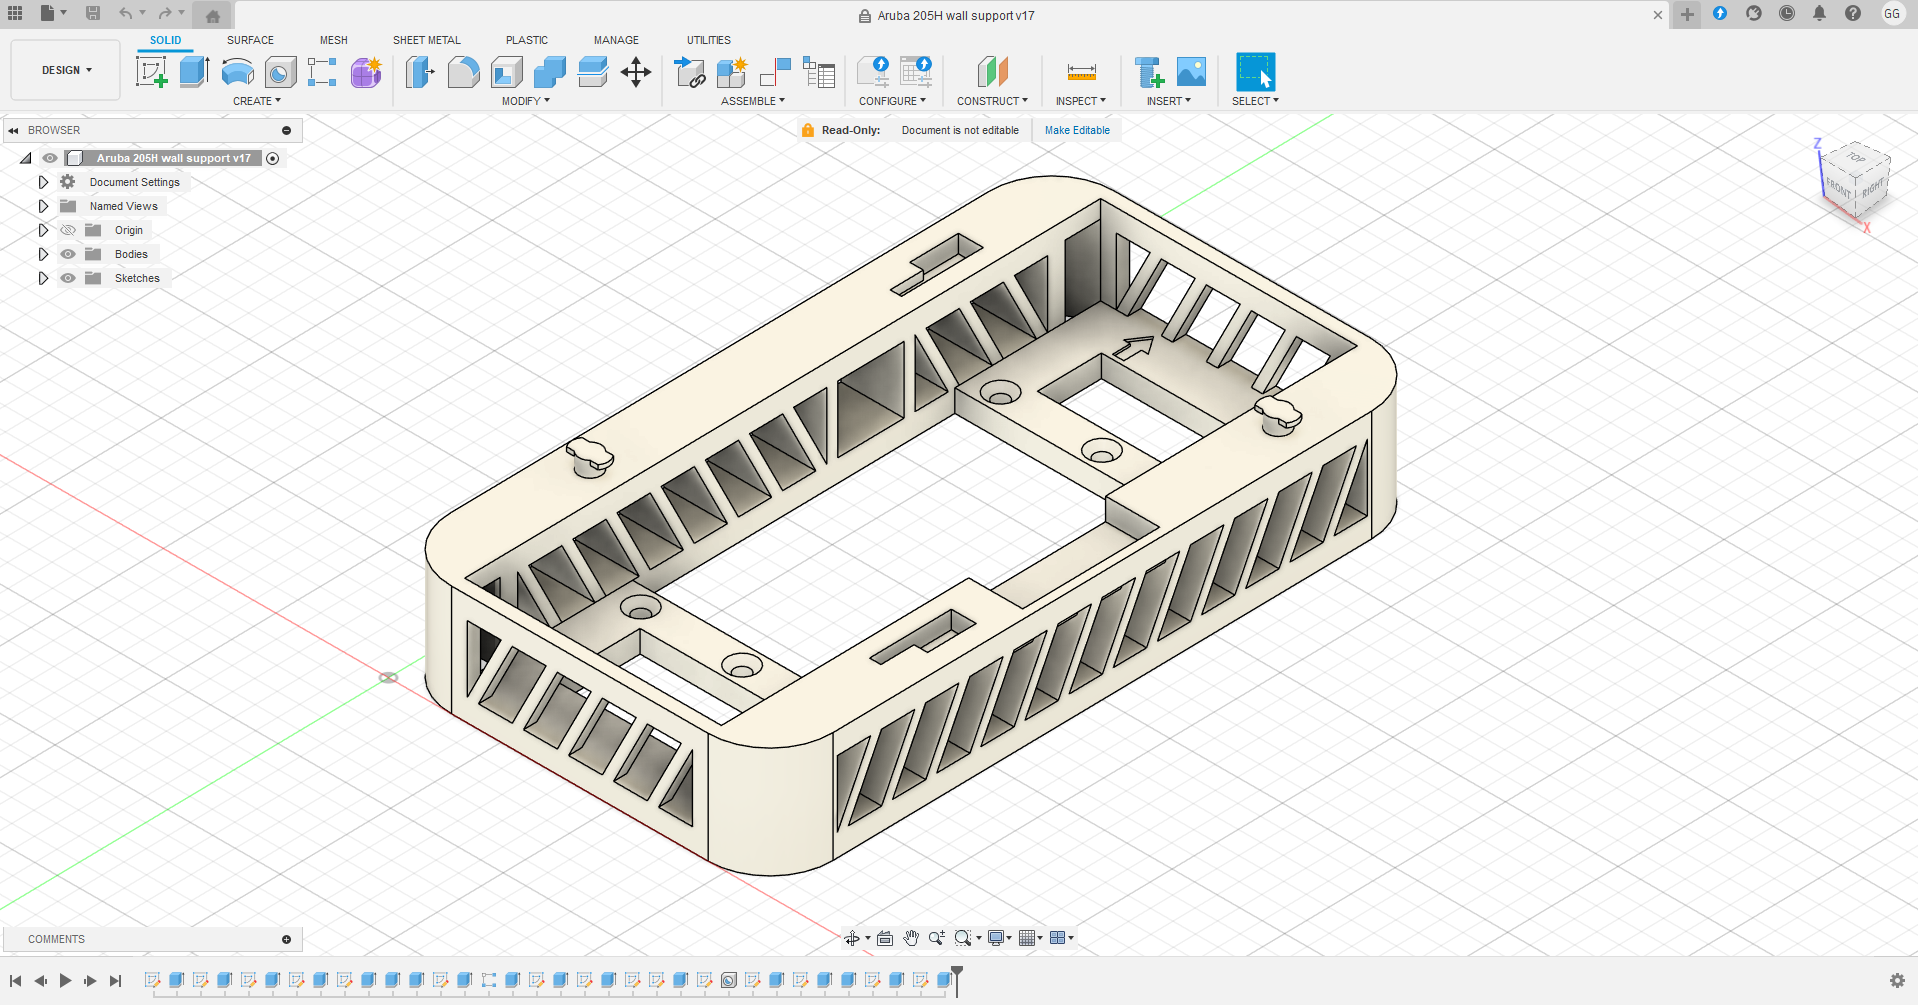 Aruba 205H wall support v17
GG
DESIGN
SOLID
SURFACE
MESH
SHEET METAL
PLASTIC
MANAGE
UTILITIES
CREATE
MODIFY
ASSEMBLE
CONFIGURE
CONSTRUCT
INSPECT
INSERT
SELECT
BROWSER
Read-Only: Document is not editable Make Editable
Aruba 205H wall support v17
Document Settings
Named Views
Origin
Bodies
Sketches
Z
TOP
FRONT
RIGHT
X
COMMENTS